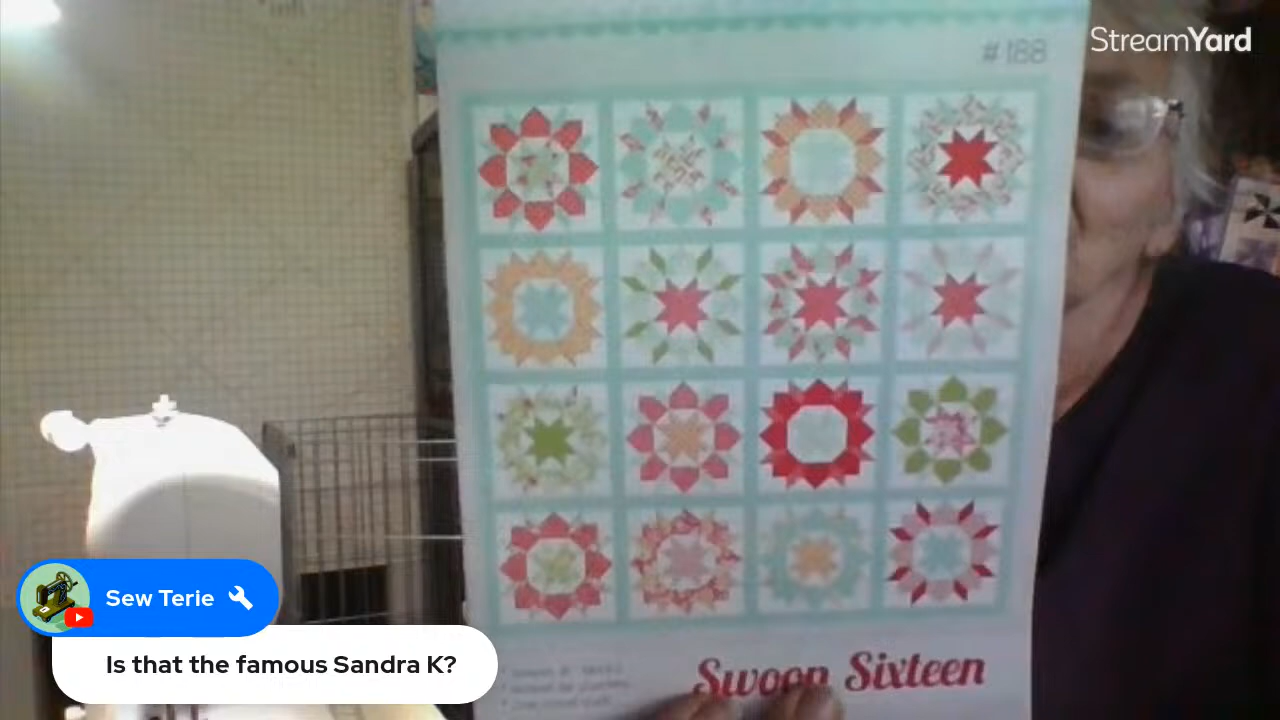 StreamYard
#188
Swoon Sixteen
Sew Terie
Is that the famous Sandra K?